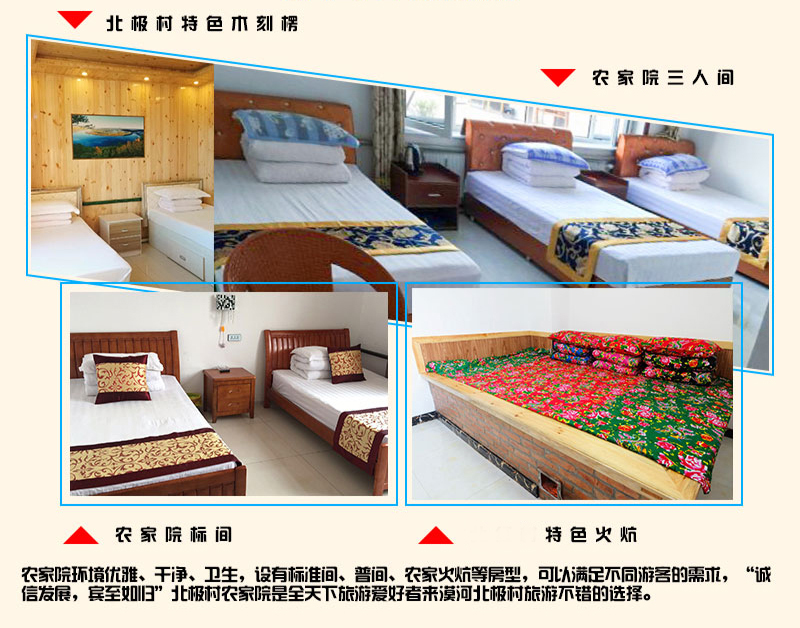 北极村特色木刻楞
农家院三人间
农家院标间
特色火炕
农家院环境优雅、干净、卫生，设有标准间、普间、农家火炕等房型，可以满足不同游客的需求，“诚
信发展，宾至如归”北极村农家院是全天下旅游爱好者来漠河北极村旅游不错的选择。